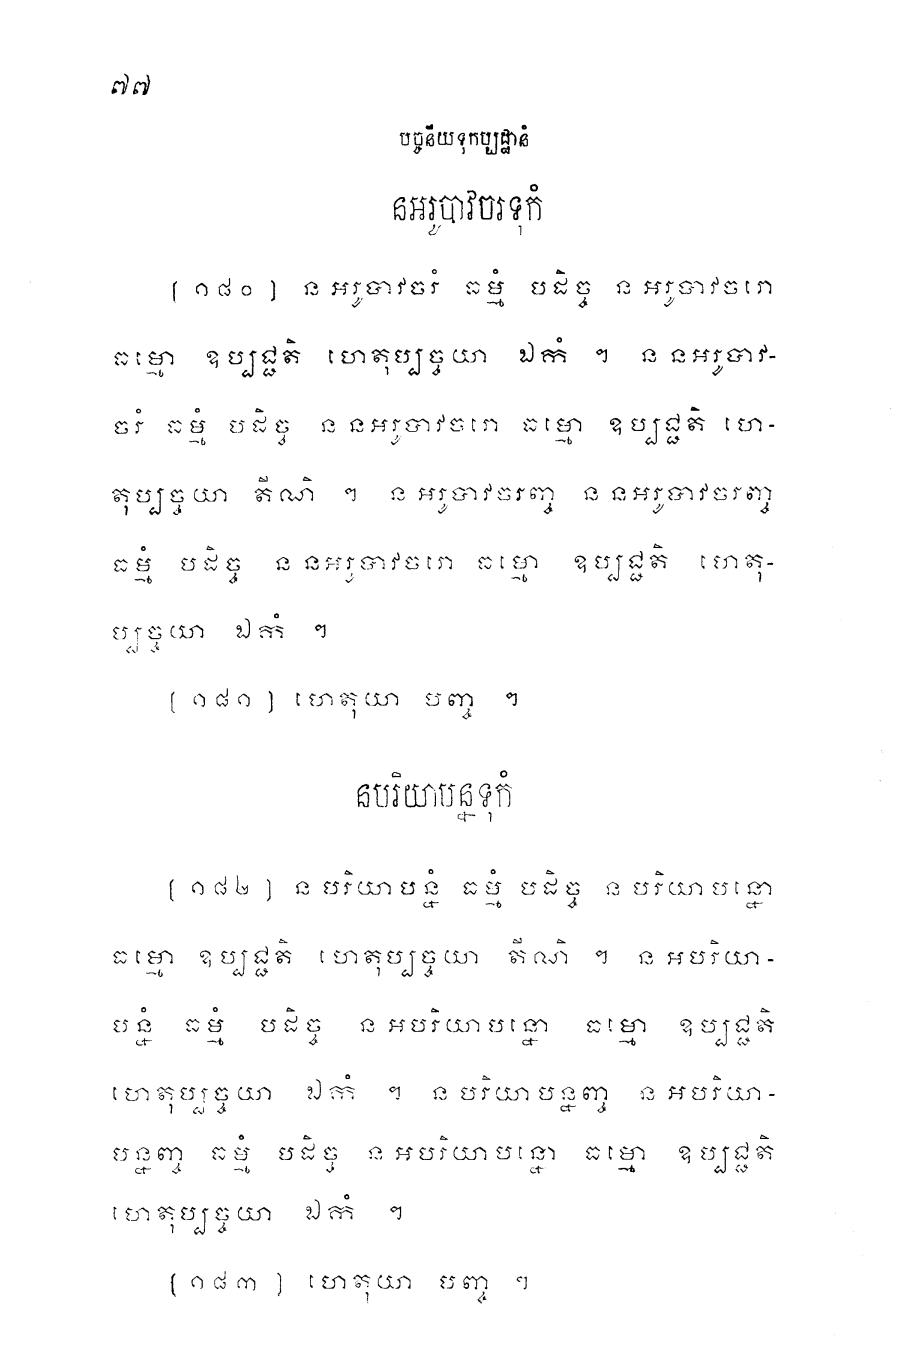 ៧៧
បច្ចនីយទុកប្បដ្ឋានំ
នអរូបាវចរទុកំ
(១៨០) ន អរូបាវចរំ ធម្មំ បដិច្ច ន អរូបាវចរោ
ធម្មោ ឧប្បជ្ជតិ ហេតុប្បច្ចយា ឯកំ ។ ន នអរូបាវ-
ចរំ ធម្មំ បដិច្ច ន នអរូបាវចរោ ធម្មោ ឧប្បជ្ជតិ ហេ-
តុប្បច្ចយា តីណិ ។ ន អរូបាវចរញ្ច ន នអរូបាវចរញ្ច
ធម្មំ បដិច្ច ន នអរូបាវចរោ ធម្មោ ឧប្បជ្ជតិ ហេតុ-
ប្បច្ចយា ឯកំ ។
(១៨១) ហេតុយា បញ្ច ។
នបរិយាបន្នទុកំ
(១៨២) ន បរិយាបន្នំ ធម្មំ បដិច្ច ន បរិយាបន្នោ
ធម្មោ ឧប្បជ្ជតិ ហេតុប្បច្ចយា តីណិ ។ ន អបរិយា-
បន្នំ ធម្មំ បដិច្ច ន អបរិយាបន្នោ ធម្មោ ឧប្បជ្ជតិ
ហេតុប្បច្ចយា ឯកំ ។ ន បរិយាបន្នញ្ច ន អបរិយា-
បន្នញ្ច ធម្មំ បដិច្ច ន អបរិយាបន្នោ ធម្មោ ឧប្បជ្ជតិ
ហេតុប្បច្ចយា ឯកំ ។
(១៨៣) ហេតុយា បញ្ច ។